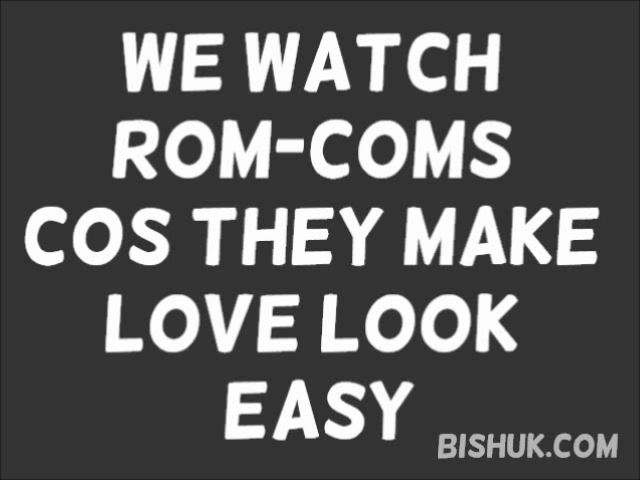 WE WATCH
ROM-COMS
COS THEY MAKE
LOVE LOOK
EASY
BISHUK.COM